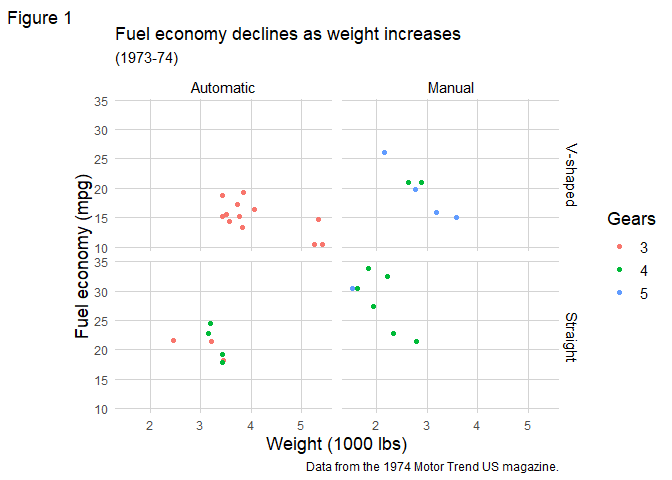 Figure 1
Fuel economy declines as weight increases
(1973-74)
Automatic
Manual
35
30
25
20
15
10
V-shaped
35
30
25
20
15
10
Straight
Fuel economy (mpg)
2
3
4
5
2
3
4
5
Weight (1000 lbs)
Data from the 1974 Motor Trend US magazine.
Gears
3
4
5